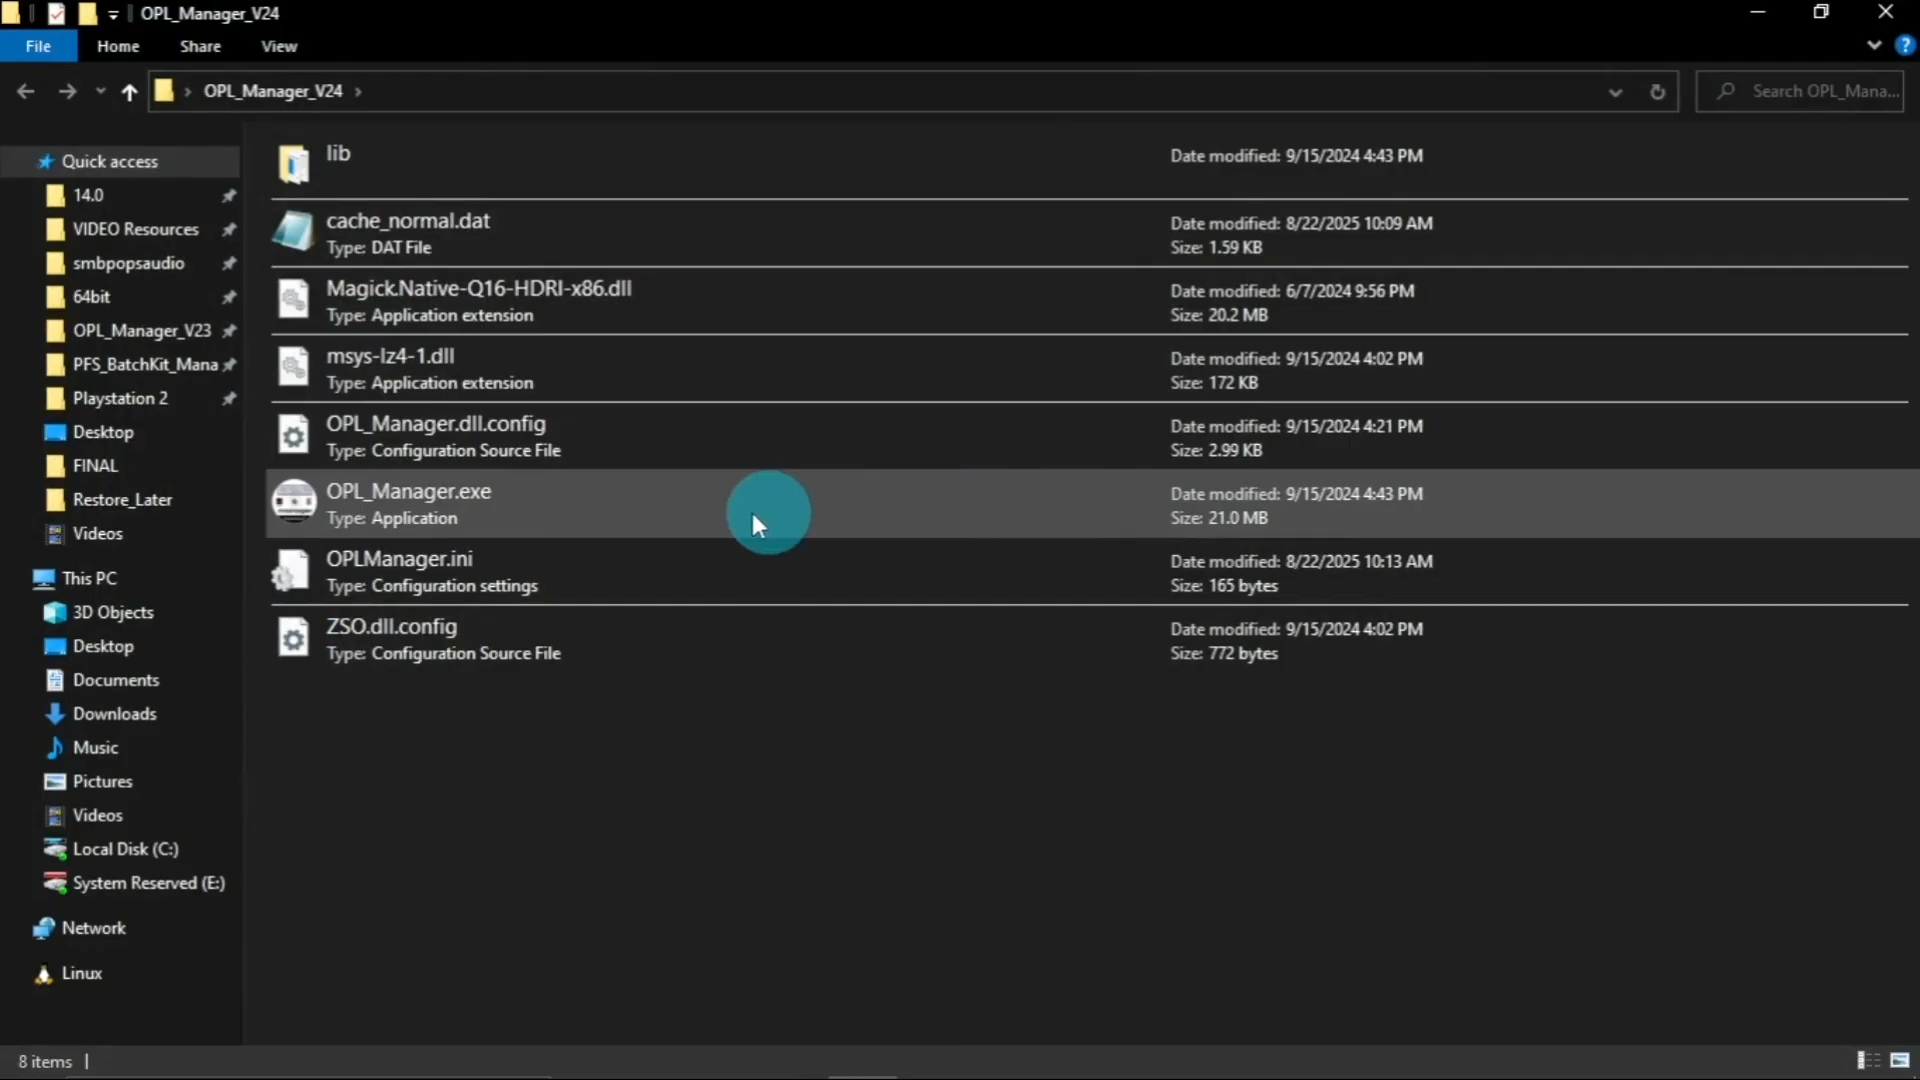 OPL_Manager_V24
File
Home
Share
View
OPL_Manager_V24
Search OPL_Mana...
Quick access
14.0
VIDEO Resources
smbpopsaudio
64bit
OPL_Manager_V23
PFS_BatchKit_Mana
Playstation 2
Desktop
FINAL
Restore_Later
Videos
This PC
3D Objects
Desktop
Documents
Downloads
Music
Pictures
Videos
Local Disk (C:)
System Reserved (E:)
Network
Linux
lib
Date modified: 9/15/2024 4:43 PM
cache_normal.dat
Type: DAT File
Date modified: 8/22/2025 10:09 AM
Size: 1.59 KB
Magick.Native-Q16-HDRI-x86.dll
Type: Application extension
Date modified: 6/7/2024 9:56 PM
Size: 20.2 MB
msys-lz4-1.dll
Type: Application extension
Date modified: 9/15/2024 4:02 PM
Size: 172 KB
OPL_Manager.dll.config
Type: Configuration Source File
Date modified: 9/15/2024 4:21 PM
Size: 2.99 KB
OPL_Manager.exe
Type: Application
Date modified: 9/15/2024 4:43 PM
Size: 21.0 MB
OPLManager.ini
Type: Configuration settings
Date modified: 8/22/2025 10:13 AM
Size: 165 bytes
ZSO.dll.config
Type: Configuration Source File
Date modified: 9/15/2024 4:02 PM
Size: 772 bytes
8 items